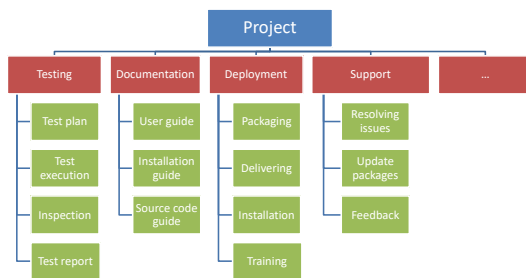 Project
Testing
Documentation
Deployment
Support
...
Test plan
Test
execution
Inspection
Test report
User guide
Installation
guide
Source code
guide
Packaging
Delivering
Installation
Training
Resolving
issues
Update
packages
Feedback